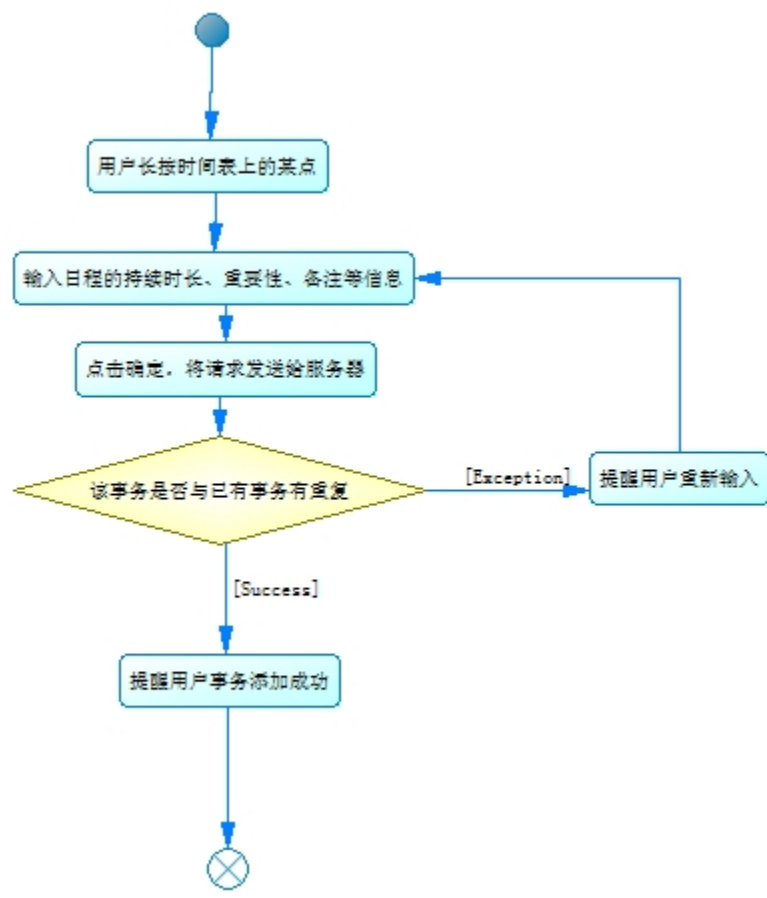 用户长按时间表上的某点
输入日程的持续时长、重要性、备注等信息
点击确定，将请求发送给服务器
该事务是否与已有事务有重复
[Exception]
提醒用户重新输入
[Success]
提醒用户事务添加成功